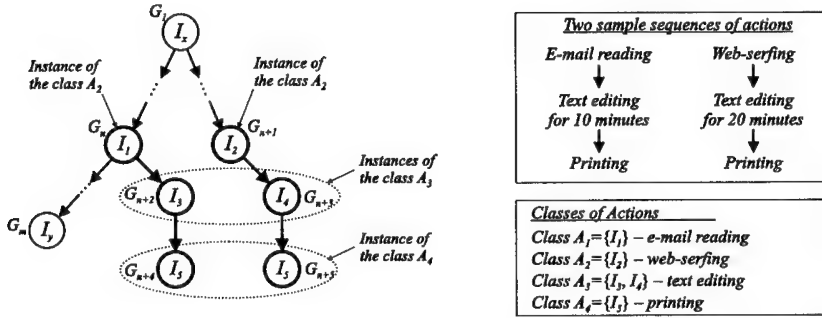 G₁
Iₓ
Instance of
the class A₂
Instance of
the class A₂
Gₙ
I₁
I₂
Gₙ₊₁
Instances of
the class A₃
Gₙ₊₂
I₃
I₄
Gₙ₊₃
Gₘ
I_y
Instance of
the class A₄
Gₙ₊₄
I₅
I₅
Gₙ₊₅
Two sample sequences of actions
E-mail reading
Web-serfing
Text editing
for 10 minutes
Text editing
for 20 minutes
Printing
Printing
Classes of Actions
Class A₁={I₁} – e-mail reading
Class A₂={I₂} – web-serfing
Class A₃={I₃, I₄} – text editing
Class A₄={I₅} – printing